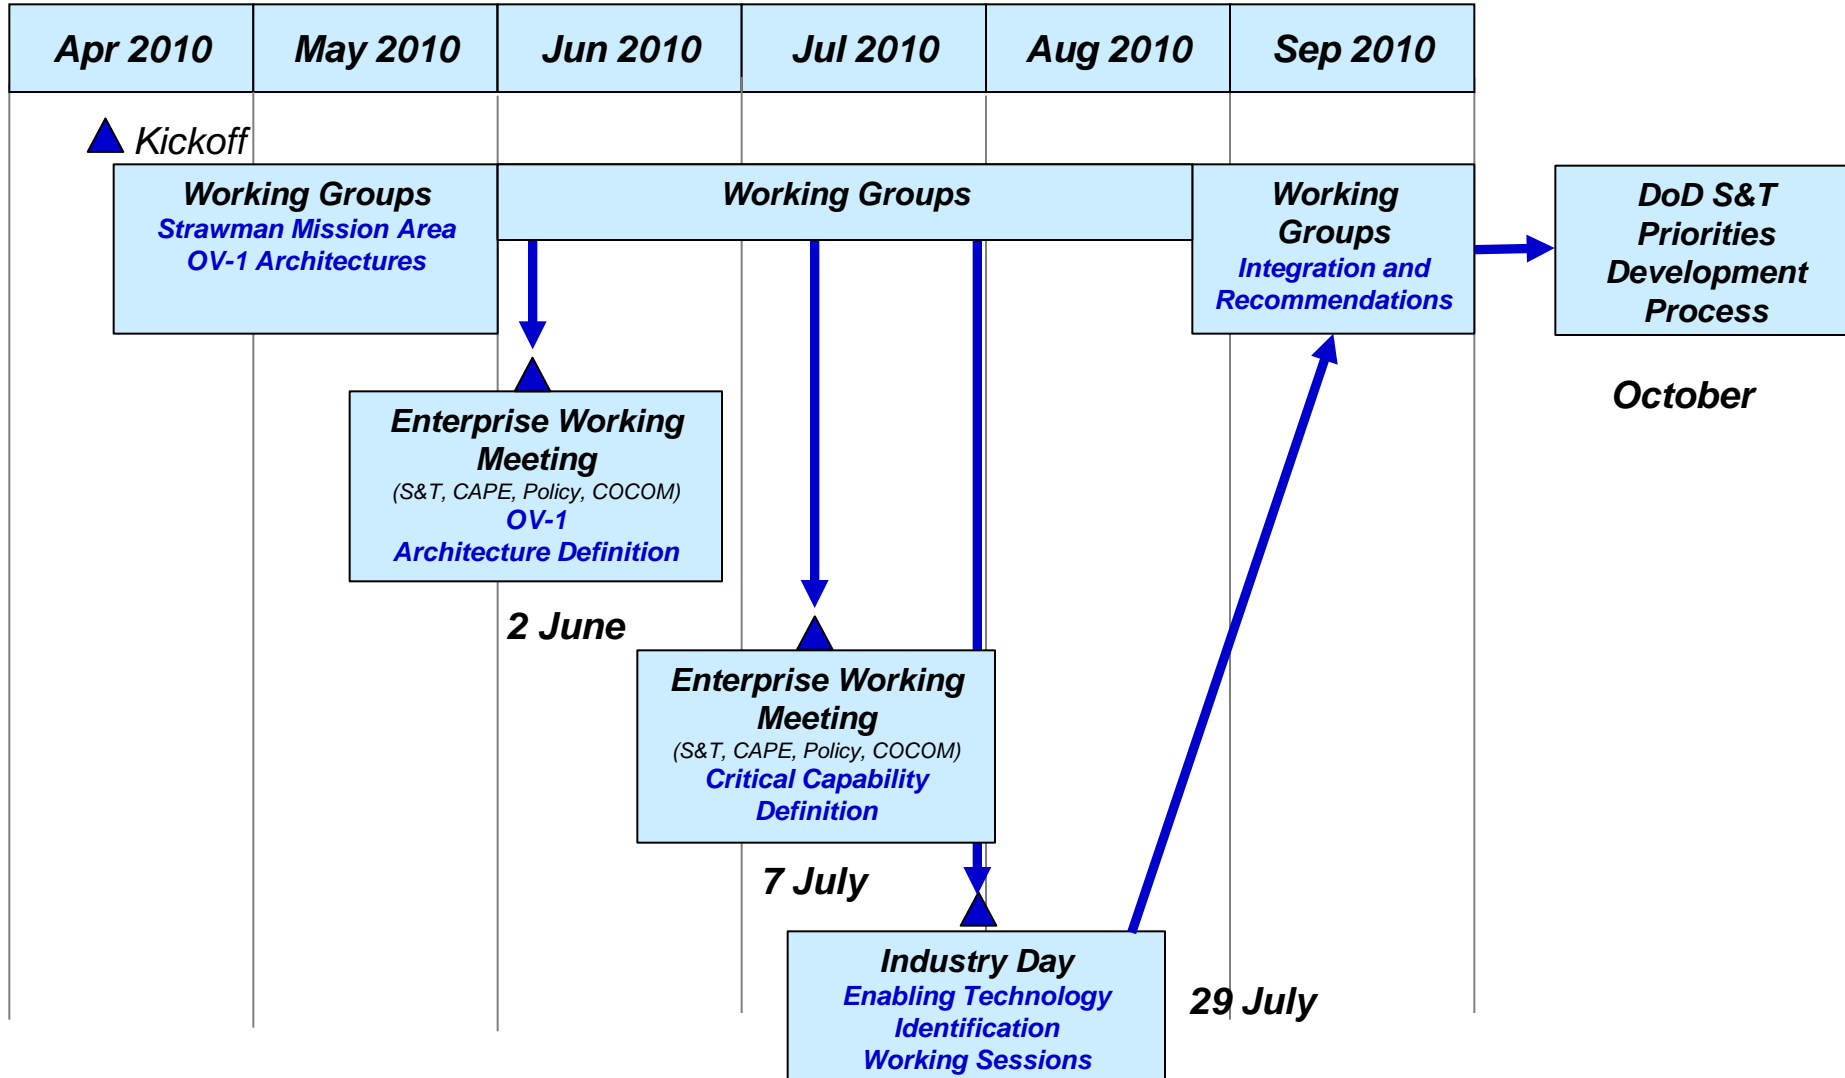 Apr 2010
May 2010
Jun 2010
Jul 2010
Aug 2010
Sep 2010
Kickoff
Working Groups
Strawman Mission Area
OV-1 Architectures
Working Groups
Working
Groups
Integration and
Recommendations
DoD S&T
Priorities
Development
Process
October
Enterprise Working
Meeting
(S&T, CAPE, Policy, COCOM)
OV-1
Architecture Definition
2 June
Enterprise Working
Meeting
(S&T, CAPE, Policy, COCOM)
Critical Capability
Definition
7 July
Industry Day
Enabling Technology
Identification
Working Sessions
29 July